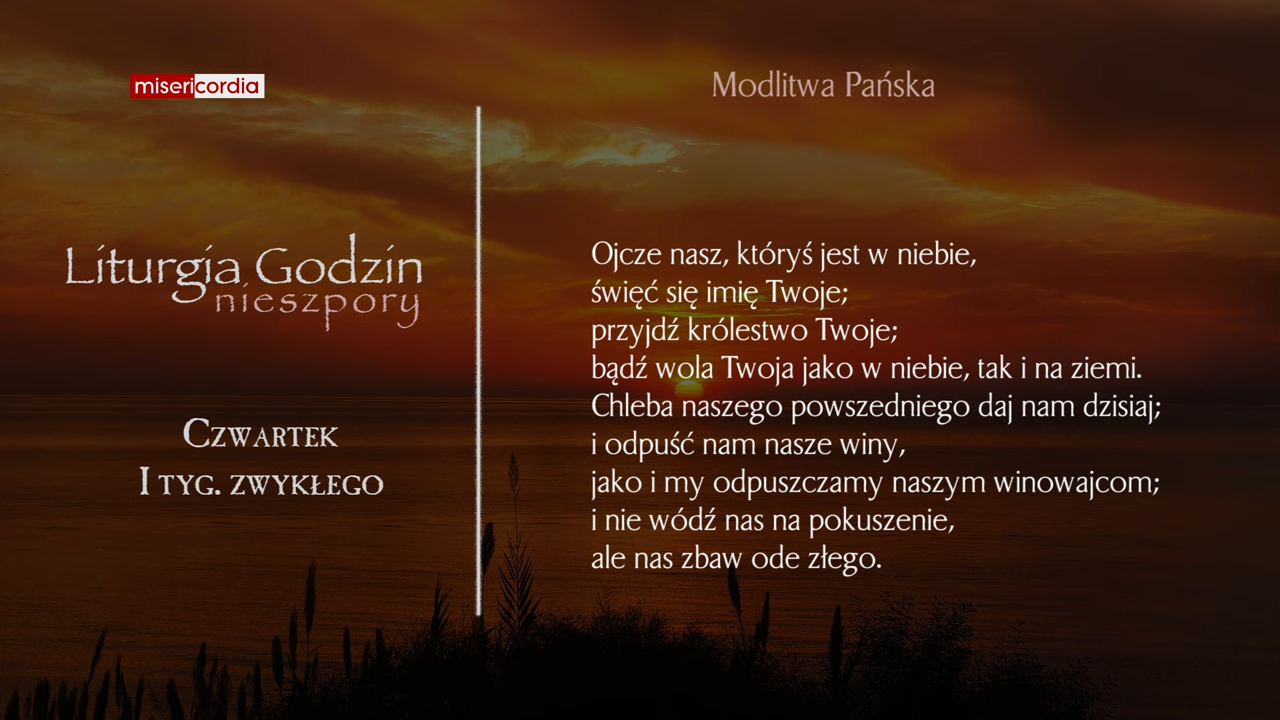 misericordia
Liturgia Godzin
nieszpory
Czwartek
I tyg. zwykłego
Modlitwa Pańska
Ojcze nasz, któryś jest w niebie,
święć się imię Twoje;
przyjdź królestwo Twoje;
bądź wola Twoja jako w niebie, tak i na ziemi.
Chleba naszego powszedniego daj nam dzisiaj;
i odpuść nam nasze winy,
jako i my odpuszczamy naszym winowajcom;
i nie wódź nas na pokuszenie,
ale nas zbaw ode złego.